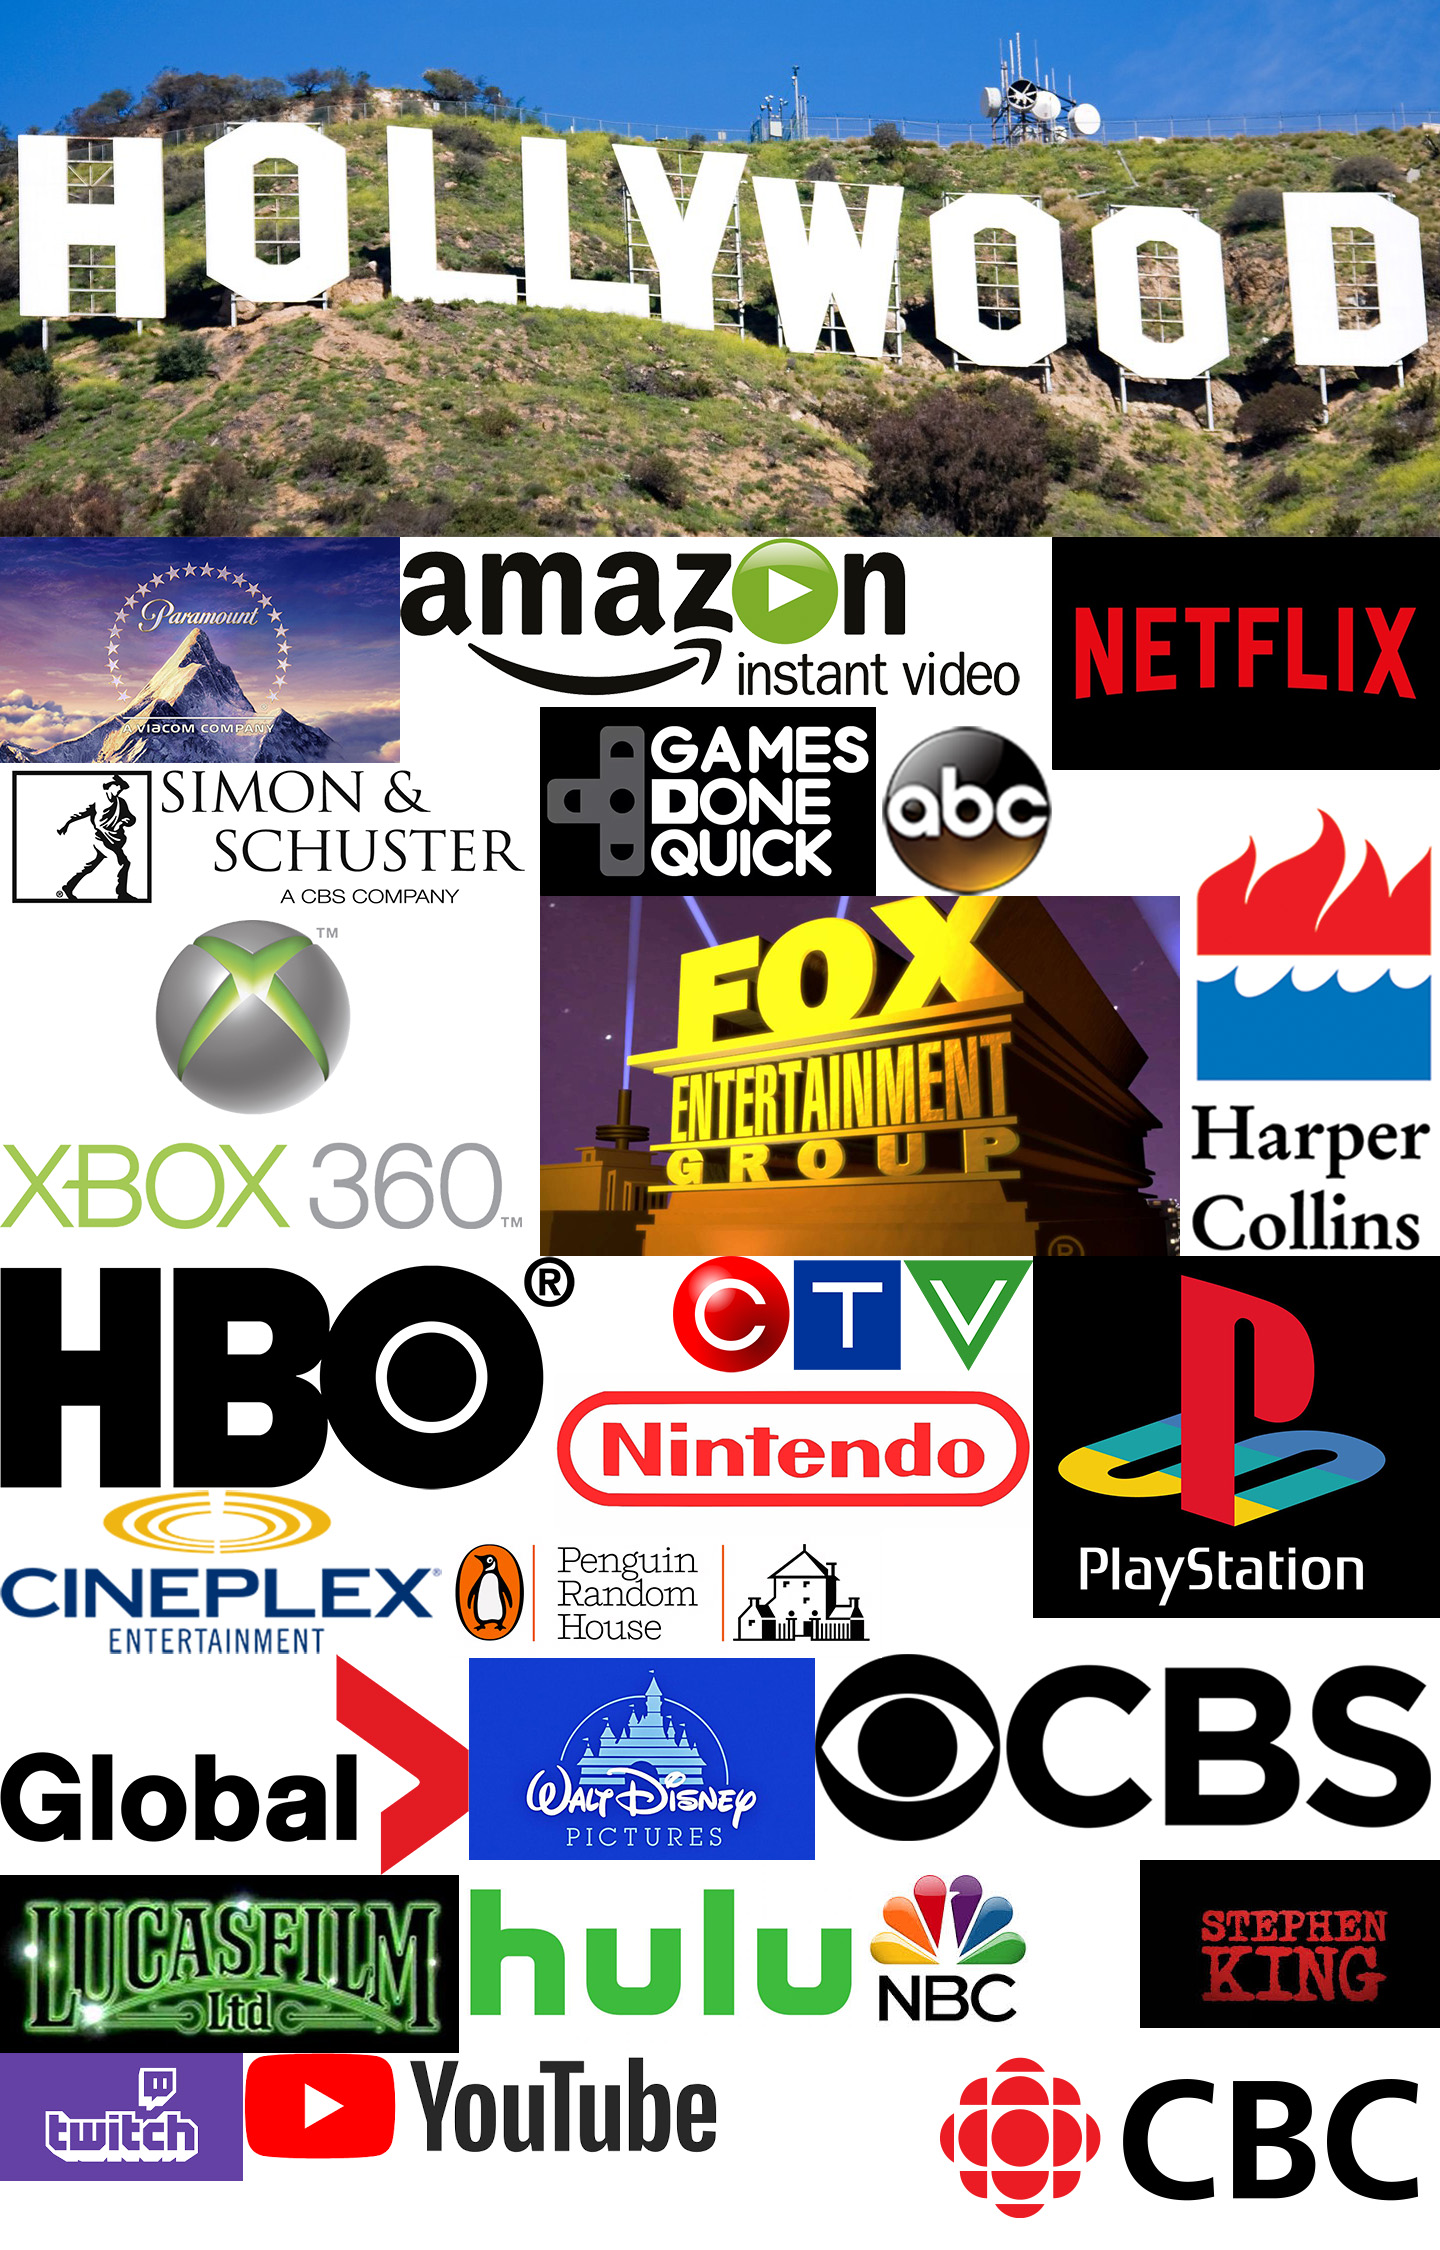 HOLLYWOOD
Paramount
A VIACOM COMPANY
amazon
instant video
NETFLIX
SIMON &
SCHUSTER
A CBS COMPANY
GAMES
DONE
QUICK
abc
TM
XBOX 360 TM
FOX
ENTERTAINMENT
GROUP
®
Harper
Collins
HBO®
CTV
Nintendo
PlayStation
CINEPLEX®
ENTERTAINMENT
Penguin
Random
House
Global
WALT DISNEY
PICTURES
CBS
LUCASFILM
Ltd
hulu
NBC
STEPHEN
KING
twitch
YouTube
CBC